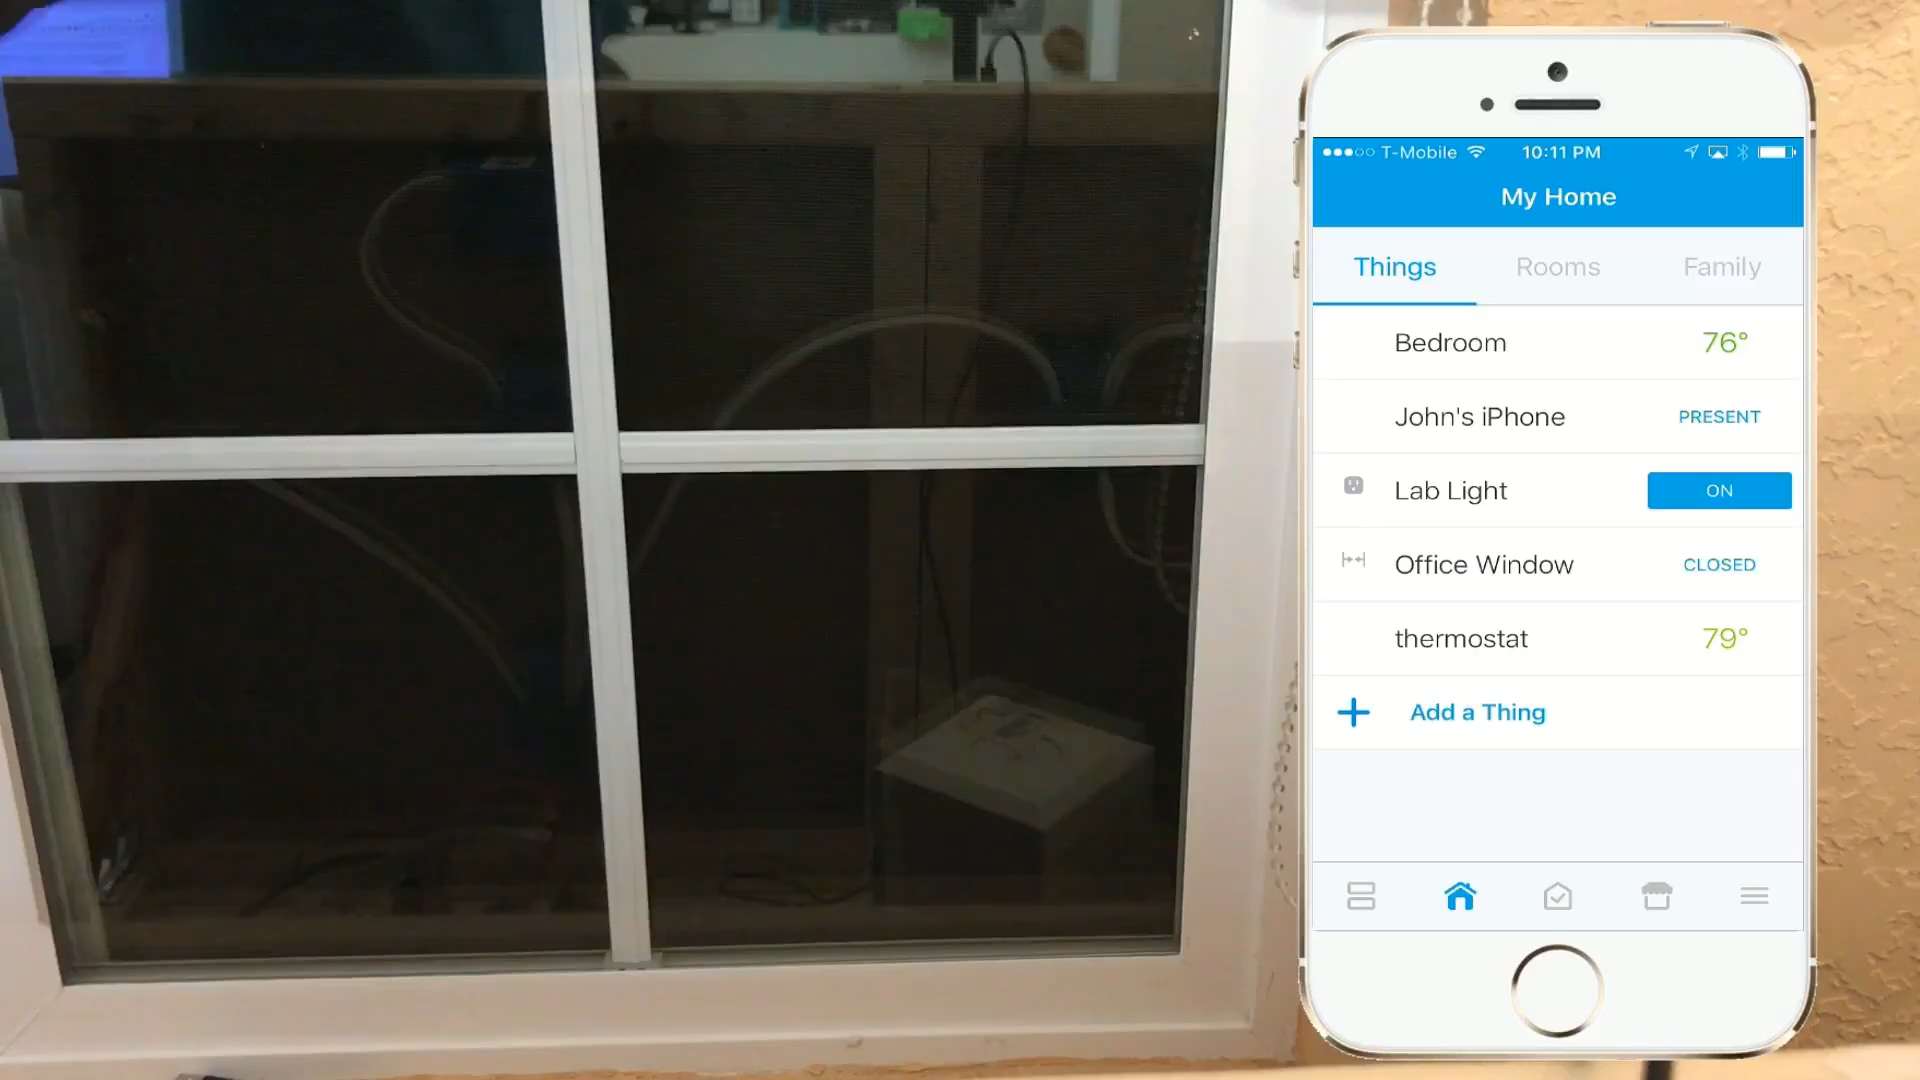 T-Mobile 10:11 PM
My Home
Things Rooms Family
Bedroom 76°
John's iPhone PRESENT
Lab Light ON
Office Window CLOSED
thermostat 79°
Add a Thing